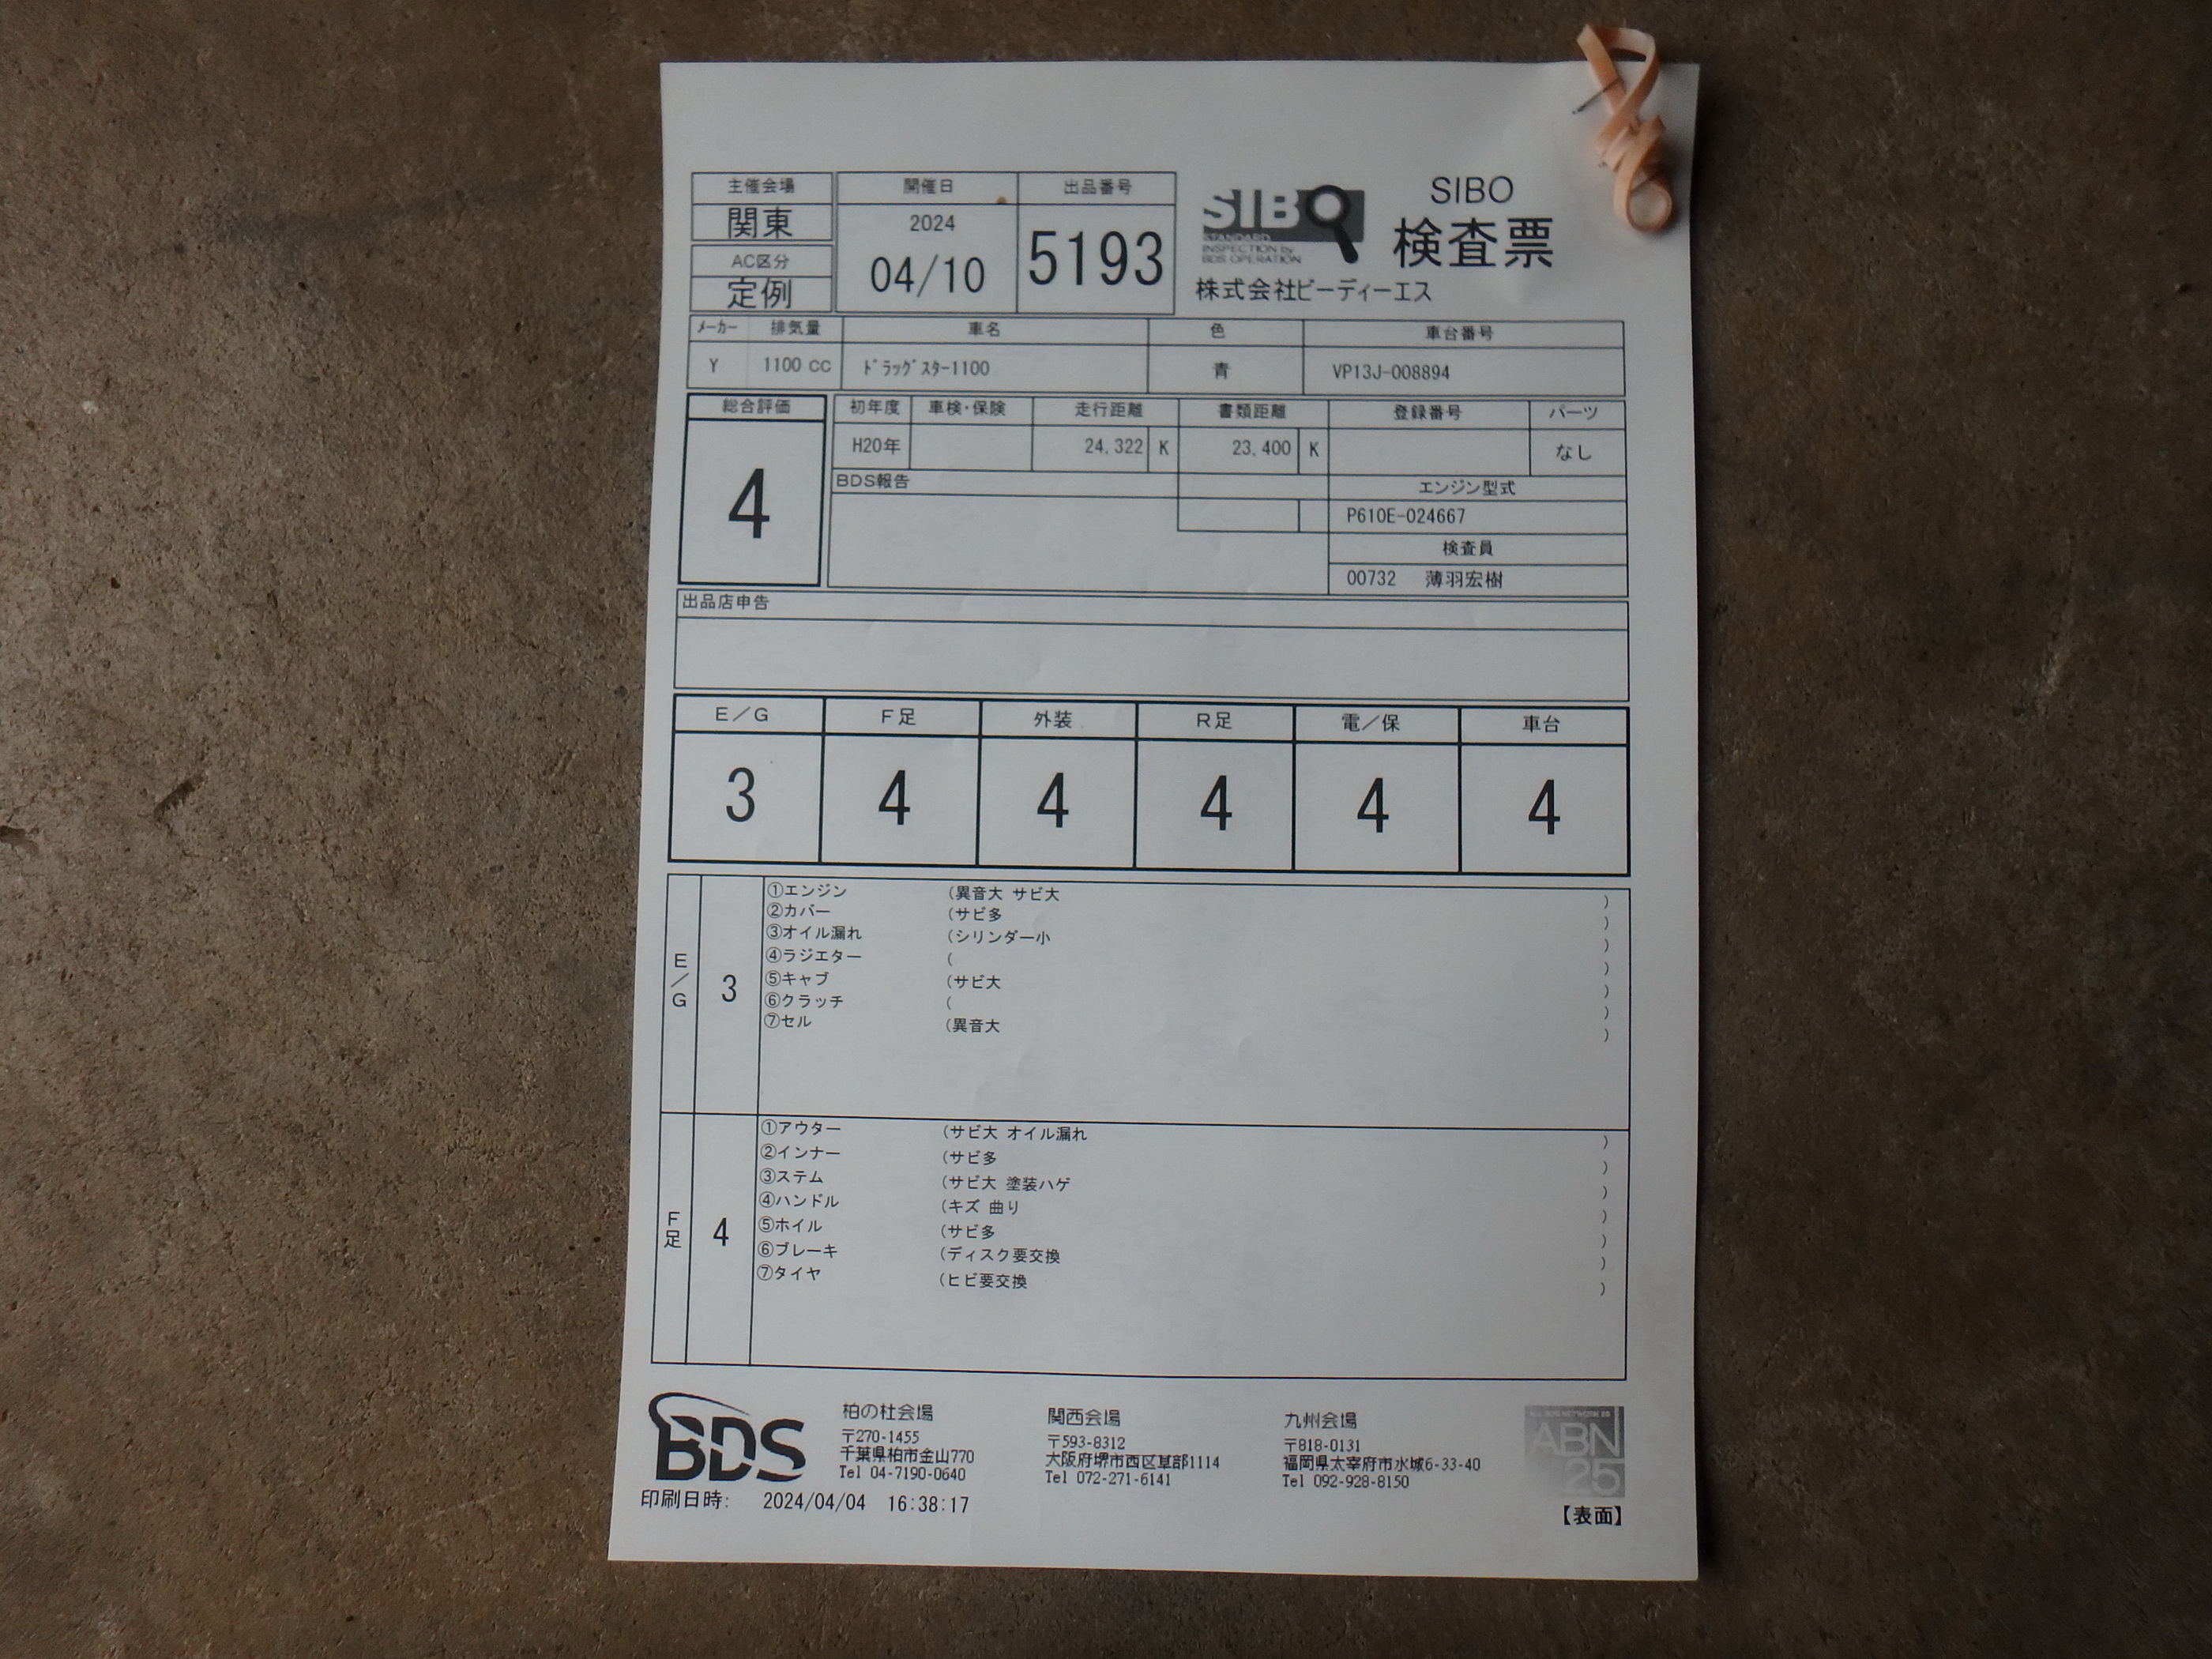 主催会場
関東
AC区分
定例
開催日
2024
04/10
出品番号
5193
SIBO
STANDARD
INSPECTION by
BDS OPERATION
SIBO
検査票
株式会社ビーディーエス
ﾒｰｶｰ 排気量 車名 色 車台番号
Y 1100 CC ﾄﾞﾗｯｸﾞｽﾀｰ1100 青 VP13J-008894
総合評価
4
初年度 車検・保険 走行距離 書類距離 登録番号 パーツ
H20年 24,322 K 23,400 K なし
BDS報告
エンジン型式
P610E-024667
検査員
00732 薄羽宏樹
出品店申告
E/G F足 外装 R足 電/保 車台
3 4 4 4 4 4
E/G
3
①エンジン (異音大 サビ大 )
②カバー (サビ多 )
③オイル漏れ (シリンダー小 )
④ラジエター ( )
⑤キャブ (サビ大 )
⑥クラッチ ( )
⑦セル (異音大 )
F足
4
①アウター (サビ大 オイル漏れ )
②インナー (サビ多 )
③ステム (サビ大 塗装ハゲ )
④ハンドル (キズ 曲り )
⑤ホイル (サビ多 )
⑥ブレーキ (ディスク要交換 )
⑦タイヤ (ヒビ要交換 )
BDS
柏の杜会場
〒270-1455
千葉県柏市金山770
Tel 04-7190-0640
関西会場
〒593-8312
大阪府堺市西区草部1114
Tel 072-271-6141
九州会場
〒818-0131
福岡県太宰府市水城6-33-40
Tel 092-928-8150
ABN
25
印刷日時: 2024/04/04 16:38:17
【表面】